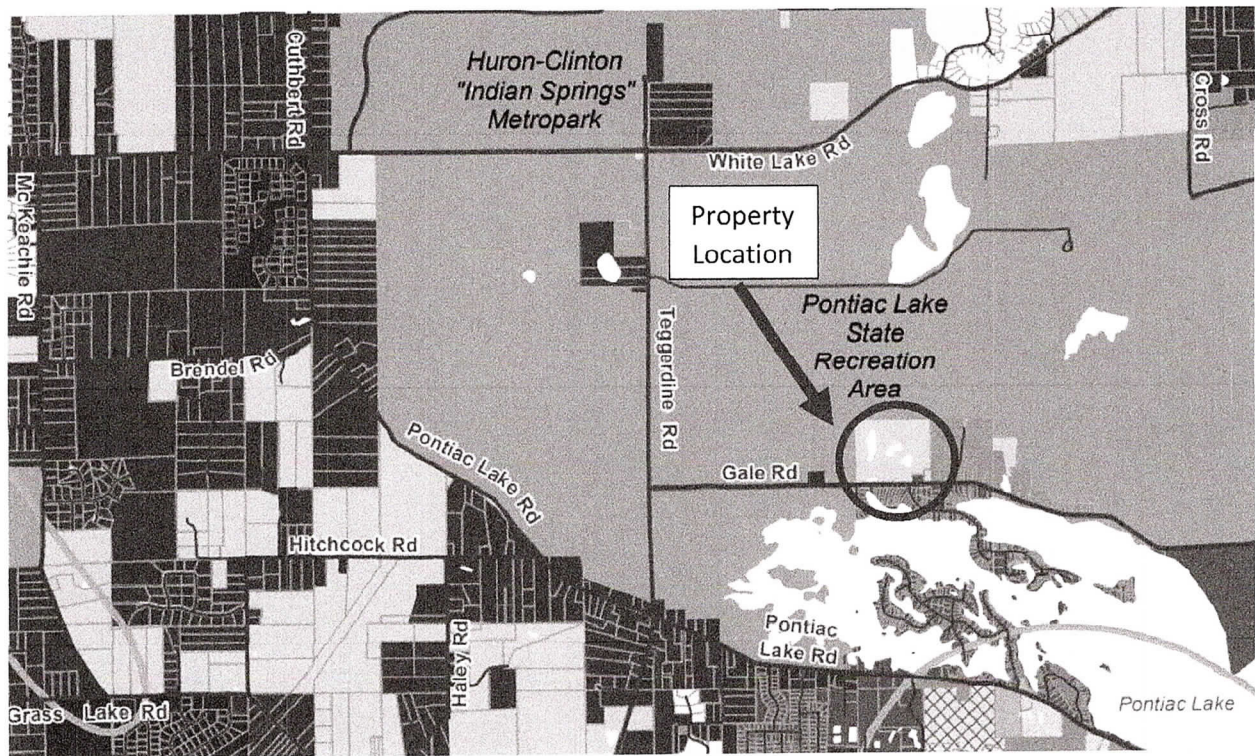 Cuthbert Rd
Huron-Clinton
"Indian Springs"
Metropark
Cross Rd
White Lake Rd
Mc Keachie Rd
Property
Location
Pontiac Lake
State
Recreation
Area
Teggerdine Rd
Brendel Rd
Pontiac Lake Rd
Gale Rd
Hitchcock Rd
Haley Rd
Pontiac
Lake Rd
Grass Lake Rd
Pontiac Lake